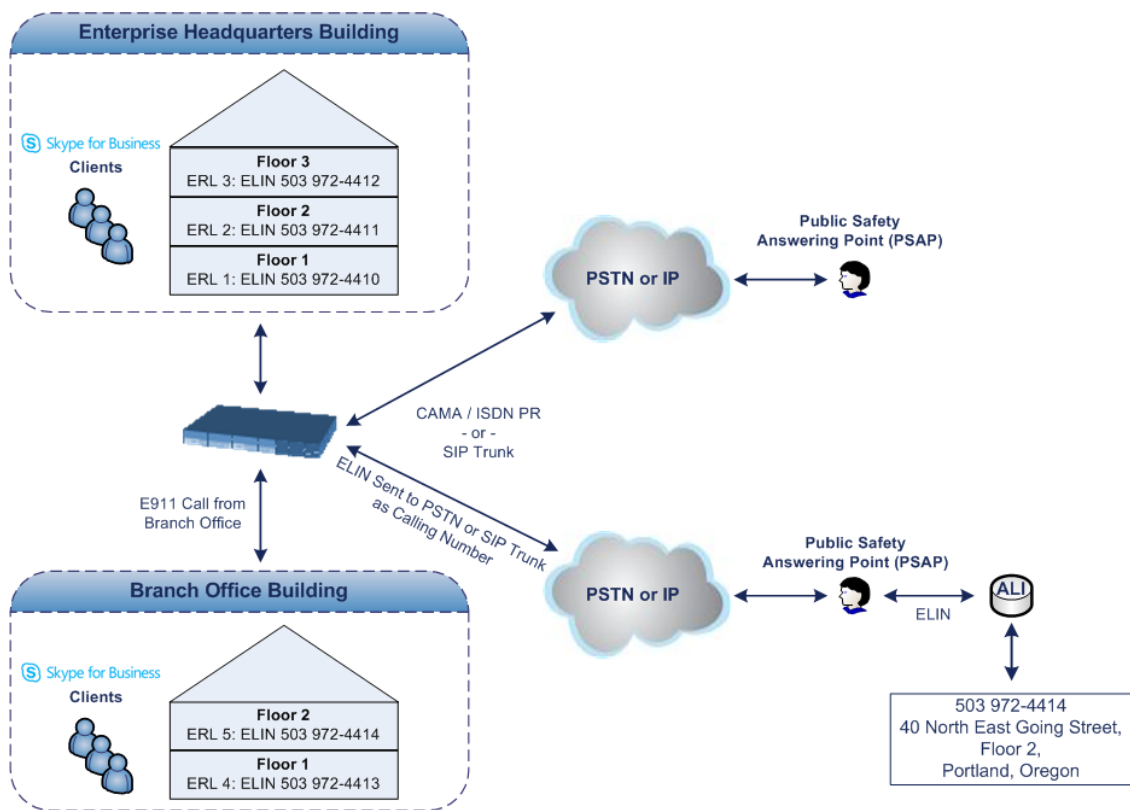 Enterprise Headquarters Building
Skype for Business
Clients
Floor 3
ERL 3: ELIN 503 972-4412
Floor 2
ERL 2: ELIN 503 972-4411
Floor 1
ERL 1: ELIN 503 972-4410
PSTN or IP
Public Safety
Answering Point (PSAP)
CAMA / ISDN PR
- or -
SIP Trunk
ELIN Sent to PSTN or SIP Trunk
as Calling Number
E911 Call from
Branch Office
PSTN or IP
Public Safety
Answering Point (PSAP)
ELIN
ALI
503 972-4414
40 North East Going Street,
Floor 2,
Portland, Oregon
Branch Office Building
Skype for Business
Clients
Floor 2
ERL 5: ELIN 503 972-4414
Floor 1
ERL 4: ELIN 503 972-4413